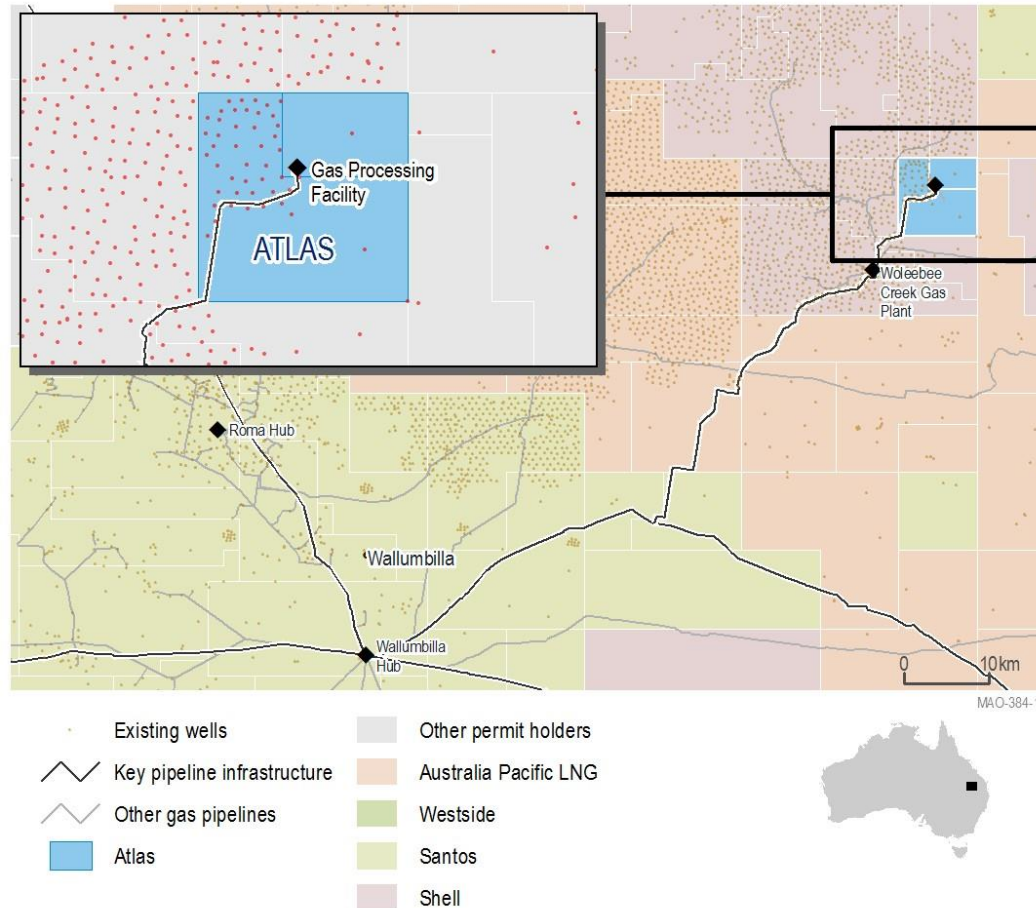 Gas Processing
Facility
ATLAS
Woleebee
Creek Gas
Plant
Roma Hub
Wallumbilla
Wallumbilla
Hub
0 10km
Existing wells
Key pipeline infrastructure
Other gas pipelines
Atlas
Other permit holders
Australia Pacific LNG
Westside
Santos
Shell
MAO-384-